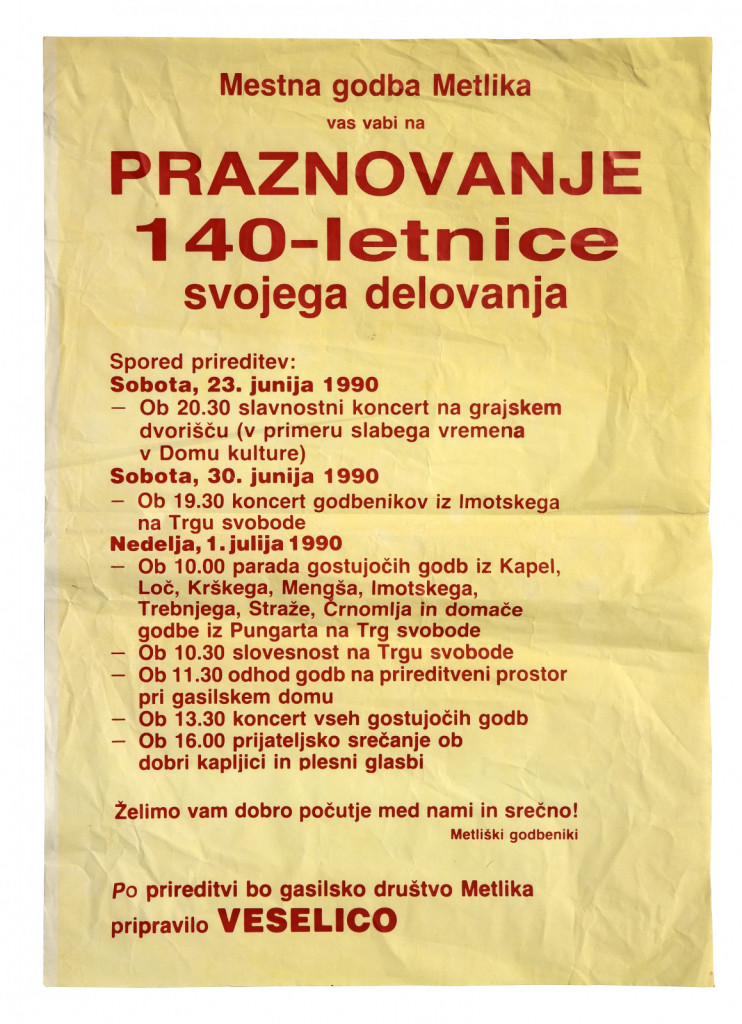 Mestna godba Metlika
vas vabi na
PRAZNOVANJE
140-letnice
svojega delovanja
Spored prireditev:
Sobota, 23. junija 1990
– Ob 20.30 slavnostni koncert na grajskem
dvorišču (v primeru slabega vremena
v Domu kulture)
Sobota, 30. junija 1990
– Ob 19.30 koncert godbenikov iz Imotskega
na Trgu svobode
Nedelja, 1. julija 1990
– Ob 10.00 parada gostujočih godb iz Kapel,
Loč, Krškega, Mengša, Imotskega,
Trebnjega, Straže, Črnomlja in domače
godbe iz Pungarta na Trg svobode
– Ob 10.30 slovesnost na Trgu svobode
– Ob 11.30 odhod godb na prireditveni prostor
pri gasilskem domu
– Ob 13.30 koncert vseh gostujočih godb
– Ob 16.00 prijateljsko srečanje ob
dobri kapljici in plesni glasbi
Želimo vam dobro počutje med nami in srečno!
Metliški godbeniki
Po prireditvi bo gasilsko društvo Metlika
pripravilo VESELICO